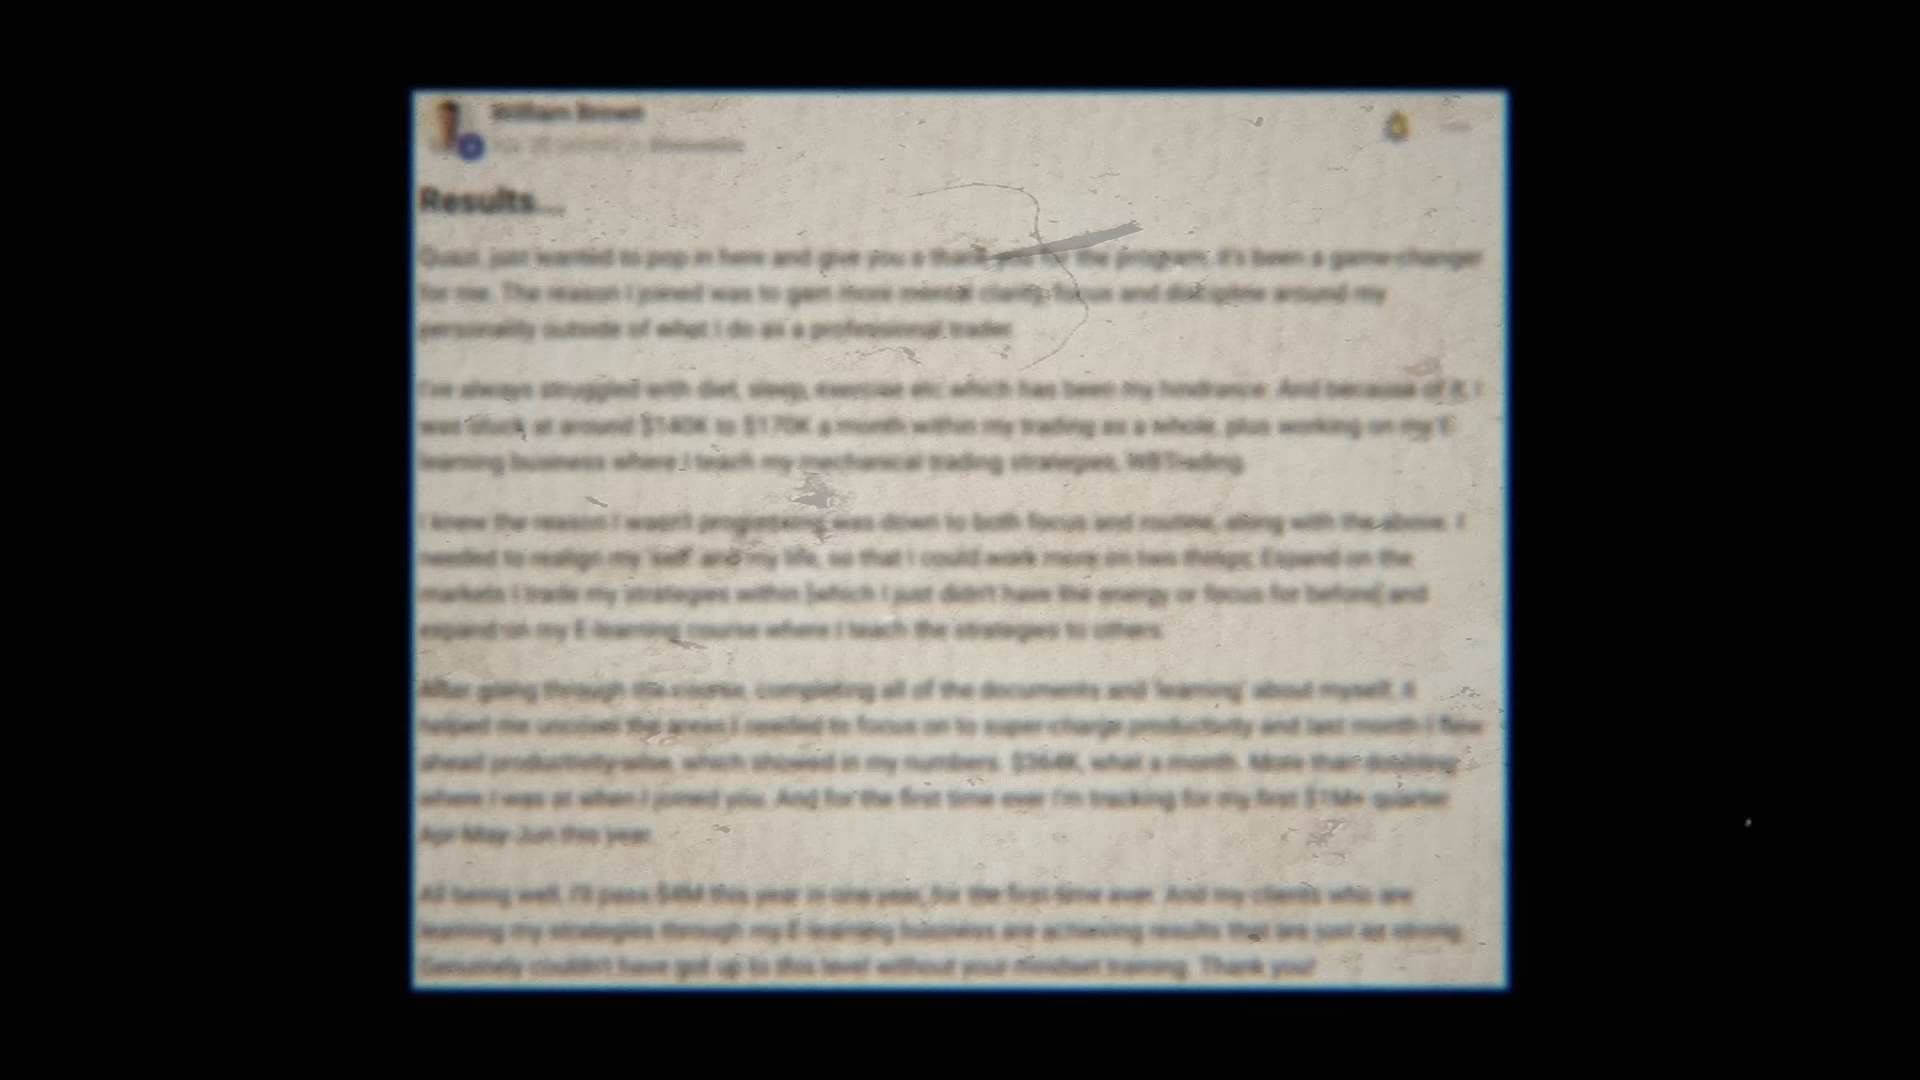 William Brown
Results...
just wanted to pop in here and give you a thank you for the program, it's been a game-changer
for me. The reason I joined was to gain more mental clarity, focus and discipline around my
personality outside of what I do as a professional trader.
I've always struggled with diet, sleep, exercise etc which has been my hindrance. And because of it, I
was stuck at around $140K to $170K a month within my trading as a whole, plus working on my E-
learning business where I teach my mechanical trading strategies, WBTrading.
I knew the reason I wasn't progressing was down to both focus and routine, along with the above. I
needed to realign my 'self' and my life, so that I could work more on two things; Expand on the
markets I trade my strategies within [which I just didn't have the energy or focus for before] and
expand on my E-learning course where I teach the strategies to others.
After going through the course, completing all of the documents and 'learning' about myself, it
helped me uncover the areas I needed to focus on to super-charge productivity and last month I flew
ahead productivity-wise, which showed in my numbers. $364K, what a month. More than doubling
where I was at when I joined you. And for the first time ever I'm tracking for my first $1M+ quarter
Apr-May-Jun this year.
All being well, I'll pass $4M this year in one year, for the first-time ever. And my clients who are
learning my strategies through my E-learning business are achieving results that are just as strong.
Genuinely couldn't have got up to this level without your mindset training. Thank you!